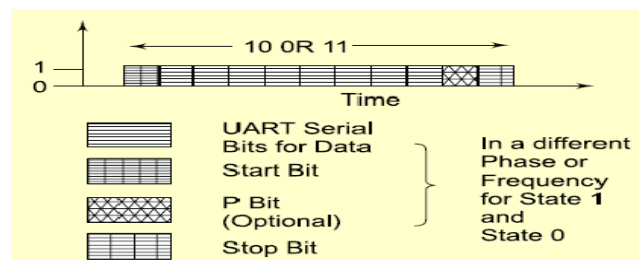 10 0R 11
1
0
Time
UART Serial
Bits for Data
Start Bit
P Bit
(Optional)
Stop Bit
In a different
Phase or
Frequency
for State 1
and
State 0